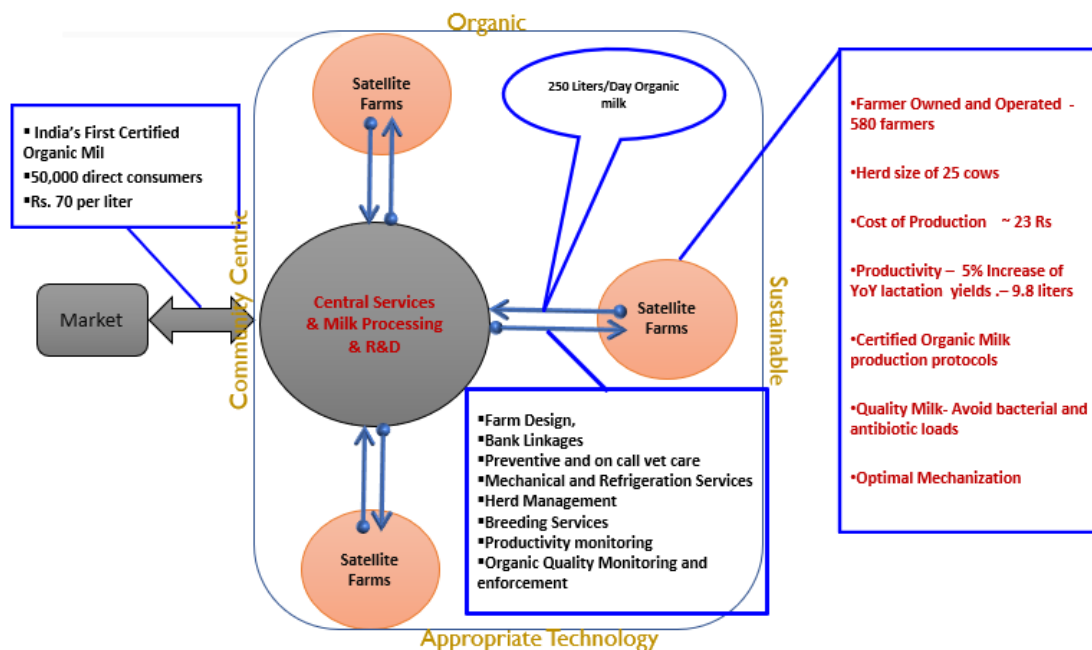 Organic
Satellite
Farms
250 Liters/Day Organic
milk
▪ India's First Certified
Organic Mil
▪50,000 direct consumers
▪Rs. 70 per liter
Community Centric
Market
Central Services
& Milk Processing
& R&D
Satellite
Farms
Sustainable
•Farmer Owned and Operated -
580 farmers
•Herd size of 25 cows
•Cost of Production ~ 23 Rs
•Productivity – 5% Increase of
YoY lactation yields .– 9.8 liters
•Certified Organic Milk
production protocols
•Quality Milk- Avoid bacterial and
antibiotic loads
•Optimal Mechanization
▪Farm Design,
▪Bank Linkages
▪Preventive and on call vet care
▪Mechanical and Refrigeration Services
▪Herd Management
▪Breeding Services
▪Productivity monitoring
▪Organic Quality Monitoring and
enforcement
Satellite
Farms
Appropriate Technology